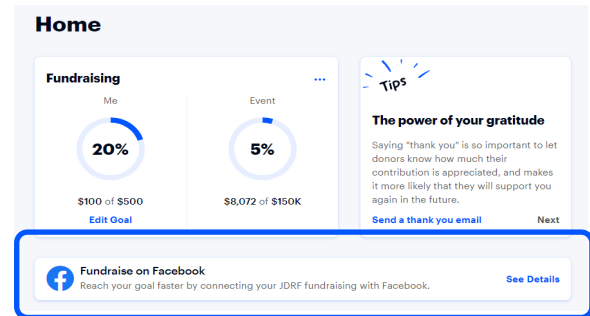 Home
Fundraising
...
Me
Event
20%
5%
$100 of $500
$8,072 of $150K
Edit Goal
Tips
The power of your gratitude
Saying "thank you" is so important to let
donors know how much their
contribution is appreciated, and makes
it more likely that they will support you
again in the future.
Send a thank you email
Next
Fundraise on Facebook
Reach your goal faster by connecting your JDRF fundraising with Facebook.
See Details